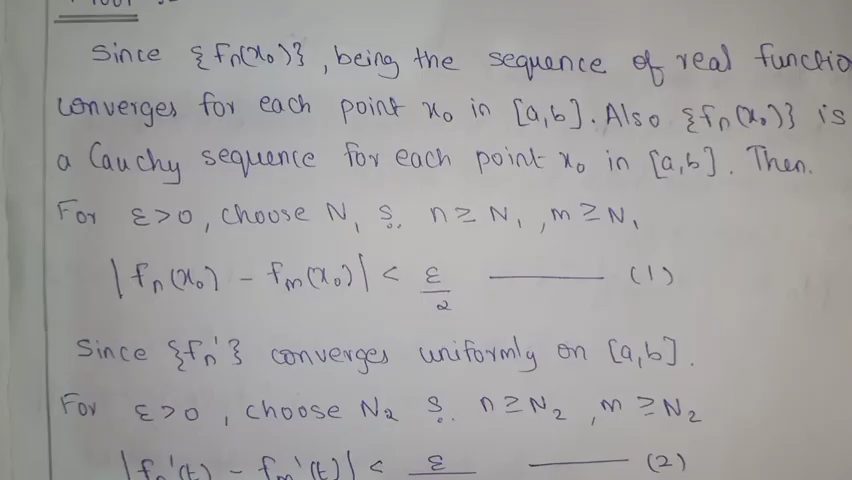 Since {fn(x0)}, being the sequence of real functio
converges for each point x0 in [a,b]. Also {fn(x0)} is
a Cauchy sequence for each point x0 in [a,b]. Then.
For ε>0, choose N1 s. n≥N1, m≥N1
|fn(x0) - fm(x0)| < ε/2 —— (1)
Since {fn'} converges uniformly on [a,b].
For ε>0, choose N2 s. n≥N2, m≥N2
|fn'(t) - fm'(t)| < ε —— (2)